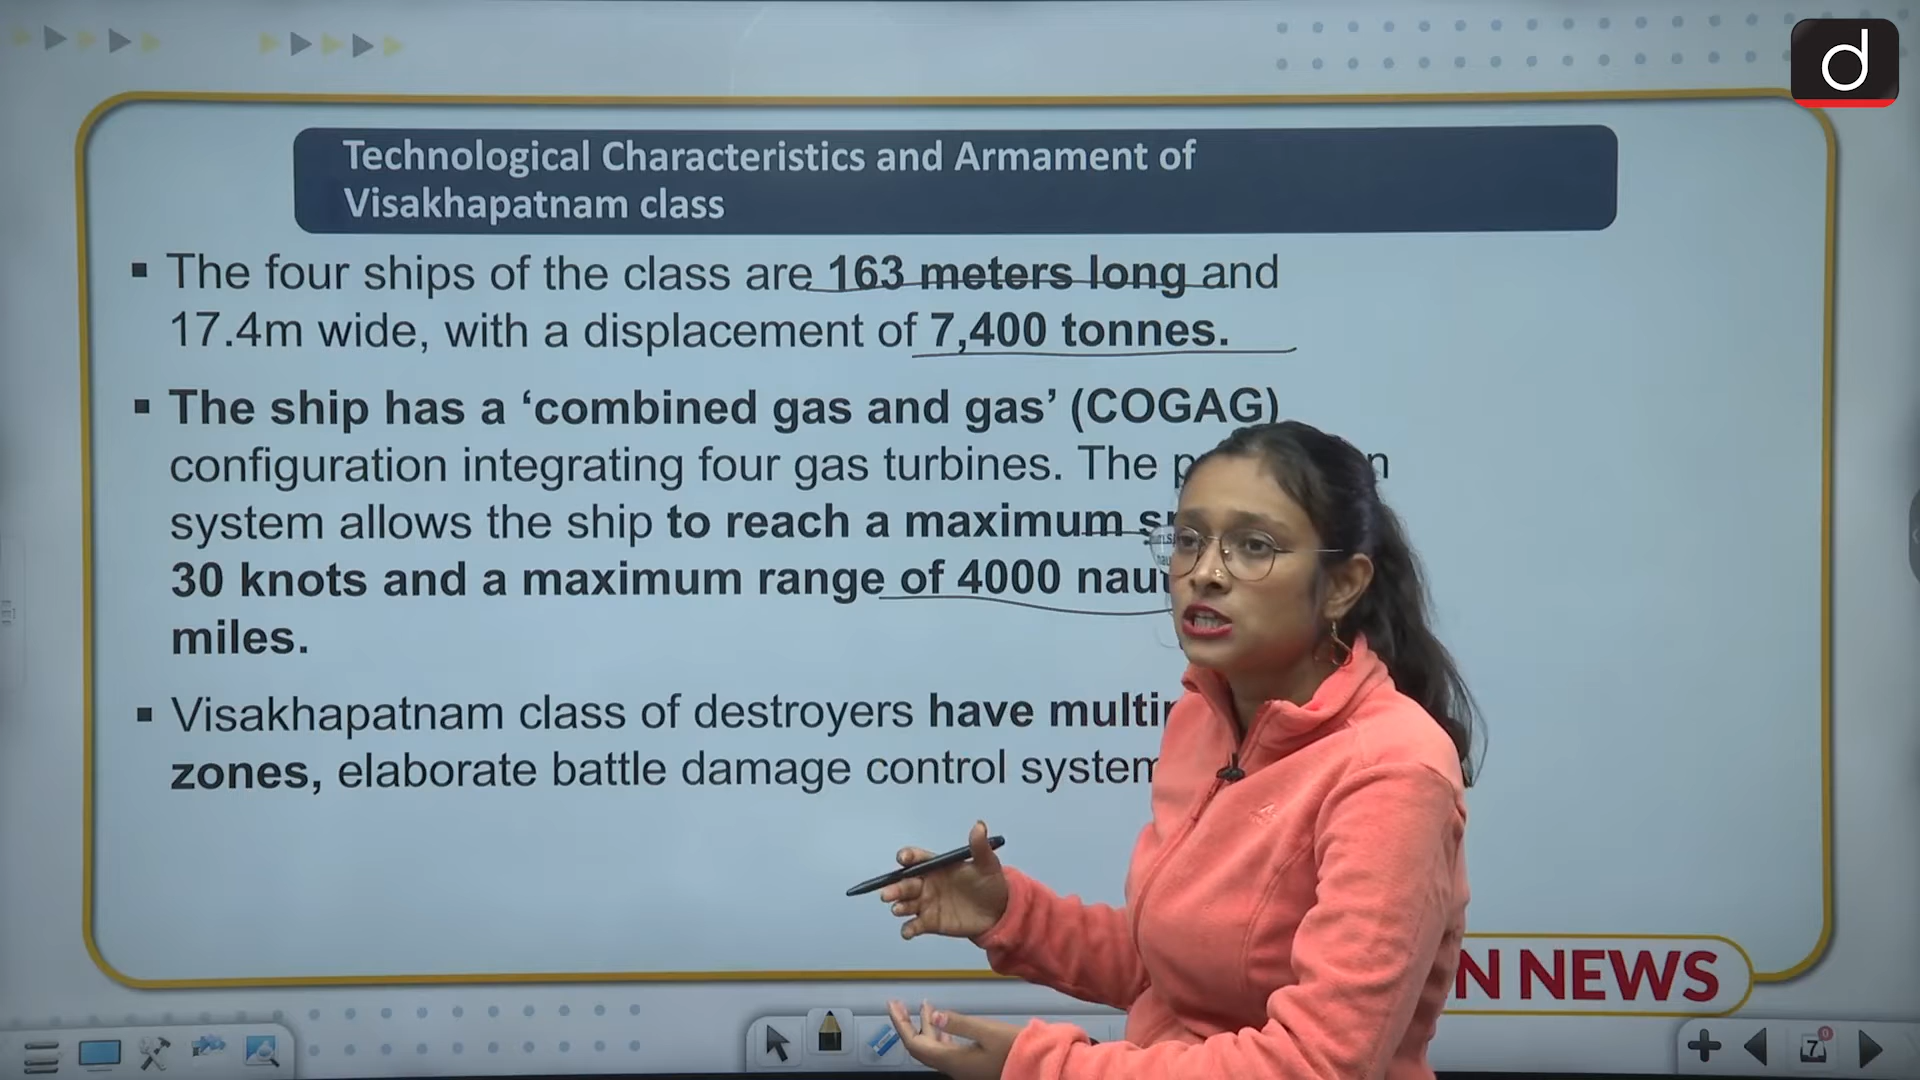 d
Technological Characteristics and Armament of
Visakhapatnam class
▪ The four ships of the class are 163 meters long and
17.4m wide, with a displacement of 7,400 tonnes.
▪ The ship has a ‘combined gas and gas’ (COGAG)
configuration integrating four gas turbines. The
system allows the ship to reach a maximum
30 knots and a maximum range of 4000
miles.
▪ Visakhapatnam class of destroyers have
zones, elaborate battle damage control
N NEWS
7